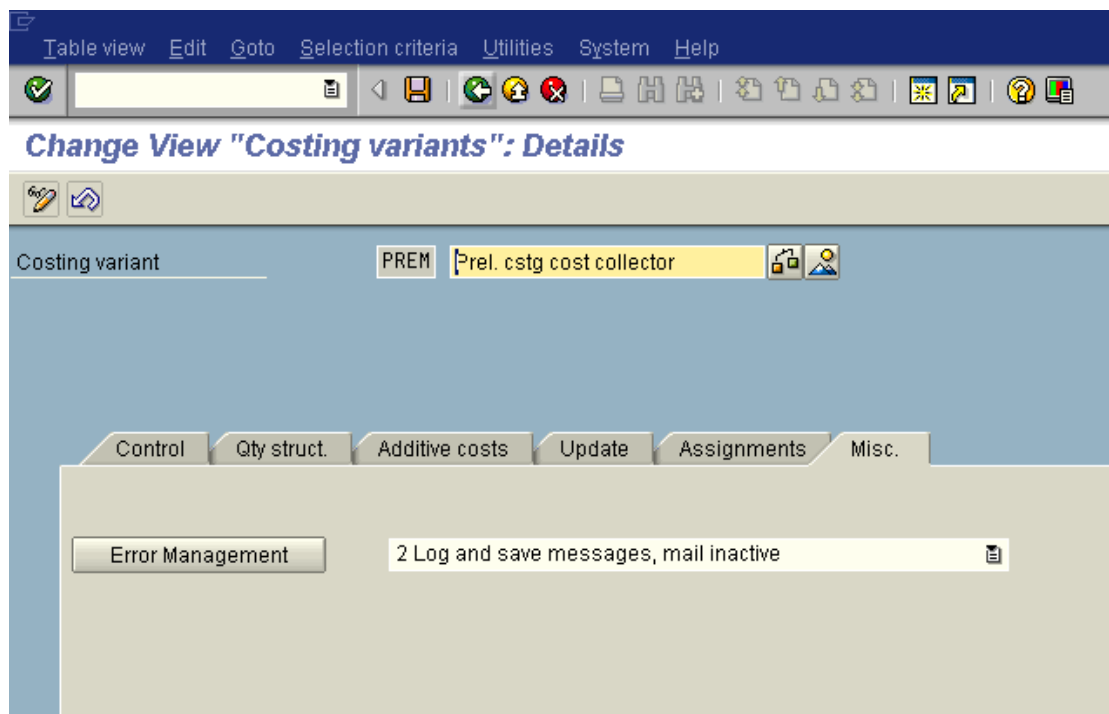 Table view Edit Goto Selection criteria Utilities System Help
Change View "Costing variants": Details
Costing variant PREM Prel. cstg cost collector
Control Qty struct. Additive costs Update Assignments Misc.
Error Management 2 Log and save messages, mail inactive